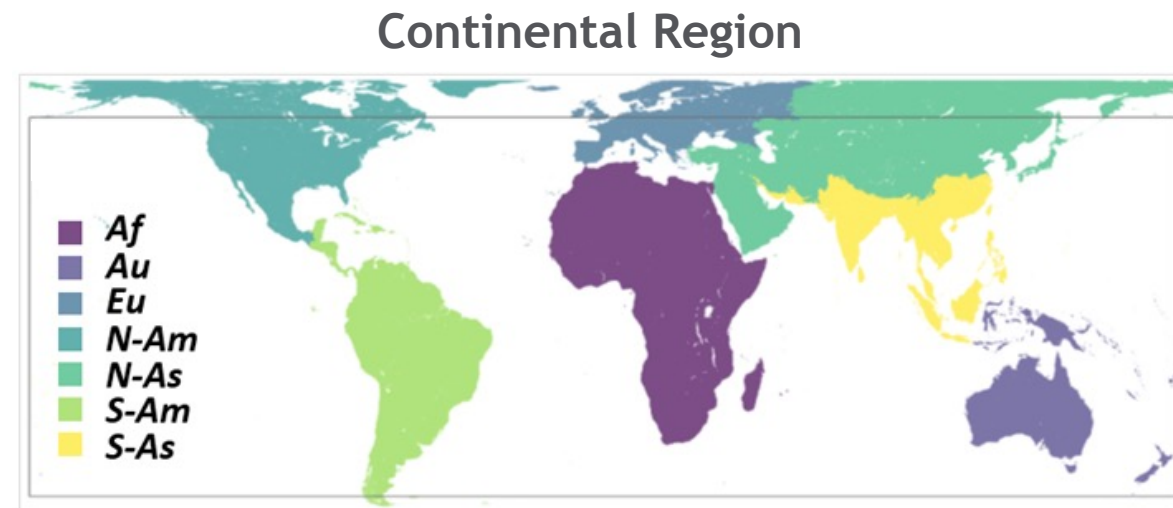 Continental Region
Af
Au
Eu
N-Am
N-As
S-Am
S-As